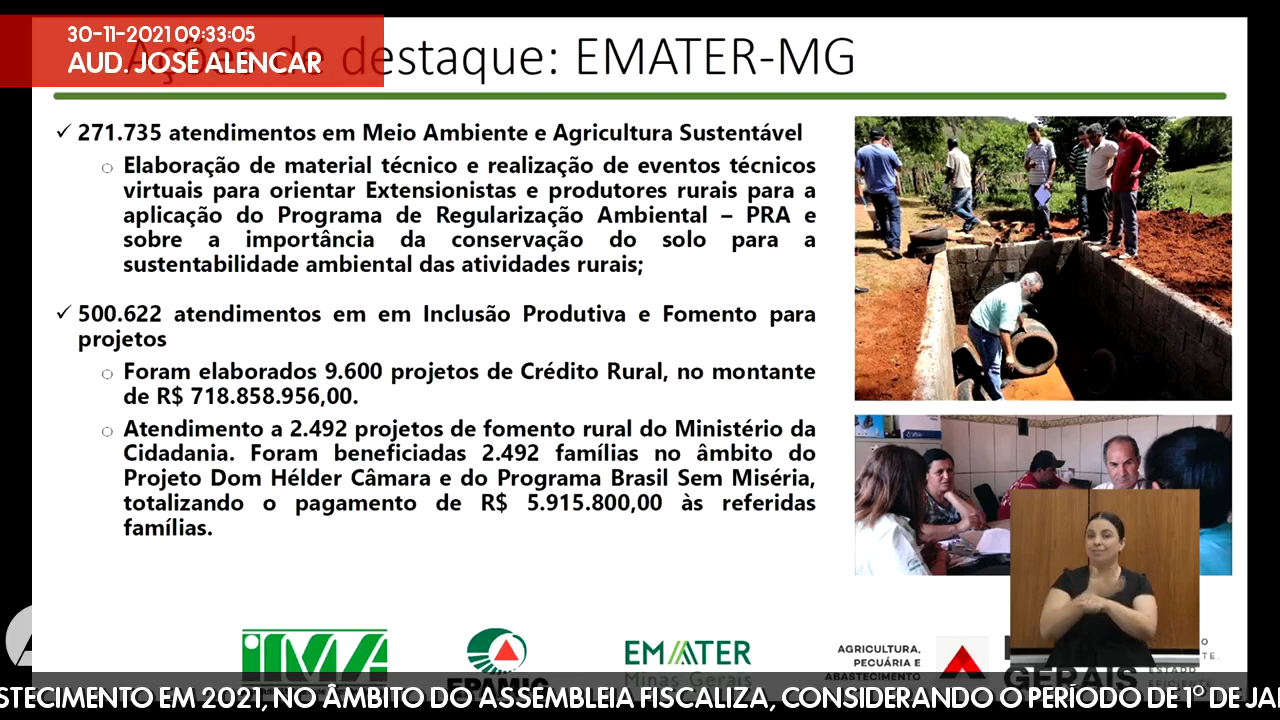 30-11-2021 09:33:05
AUD. JOSÉ ALENCAR
Ações de destaque: EMATER-MG
✓ 271.735 atendimentos em Meio Ambiente e Agricultura Sustentável
○ Elaboração de material técnico e realização de eventos técnicos
virtuais para orientar Extensionistas e produtores rurais para a
aplicação do Programa de Regularização Ambiental – PRA e
sobre a importância da conservação do solo para a
sustentabilidade ambiental das atividades rurais;
✓ 500.622 atendimentos em em Inclusão Produtiva e Fomento para
projetos
○ Foram elaborados 9.600 projetos de Crédito Rural, no montante
de R$ 718.858.956,00.
○ Atendimento a 2.492 projetos de fomento rural do Ministério da
Cidadania. Foram beneficiadas 2.492 famílias no âmbito do
Projeto Dom Hélder Câmara e do Programa Brasil Sem Miséria,
totalizando o pagamento de R$ 5.915.800,00 às referidas
famílias.
IMA
EPAMIG
EMATER
Minas Gerais
AGRICULTURA,
PECUÁRIA E
ABASTECIMENTO
GERAIS
ESTADO
EFICIENTE
STECIMENTO EM 2021, NO ÂMBITO DO ASSEMBLEIA FISCALIZA, CONSIDERANDO O PERÍODO DE 1º DE JA